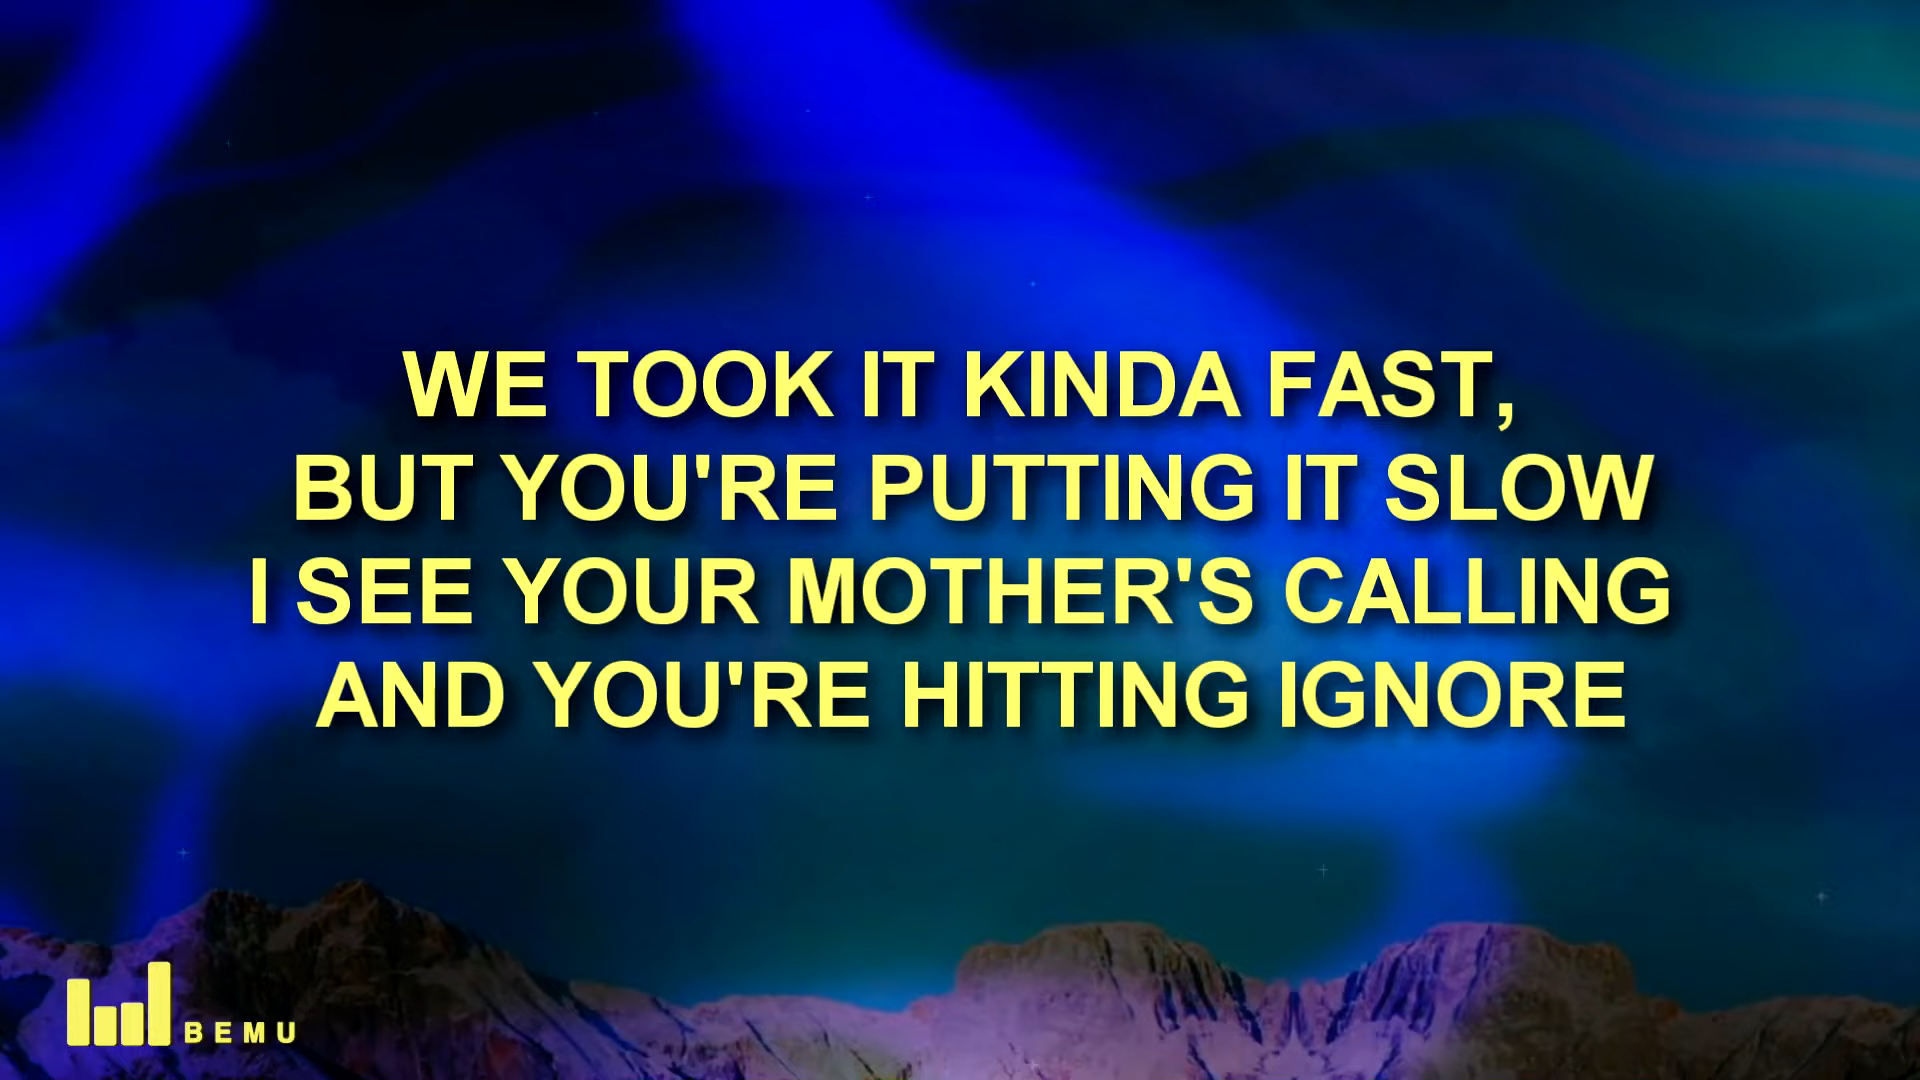 WE TOOK IT KINDA FAST,
BUT YOU'RE PUTTING IT SLOW
I SEE YOUR MOTHER'S CALLING
AND YOU'RE HITTING IGNORE
BEMU